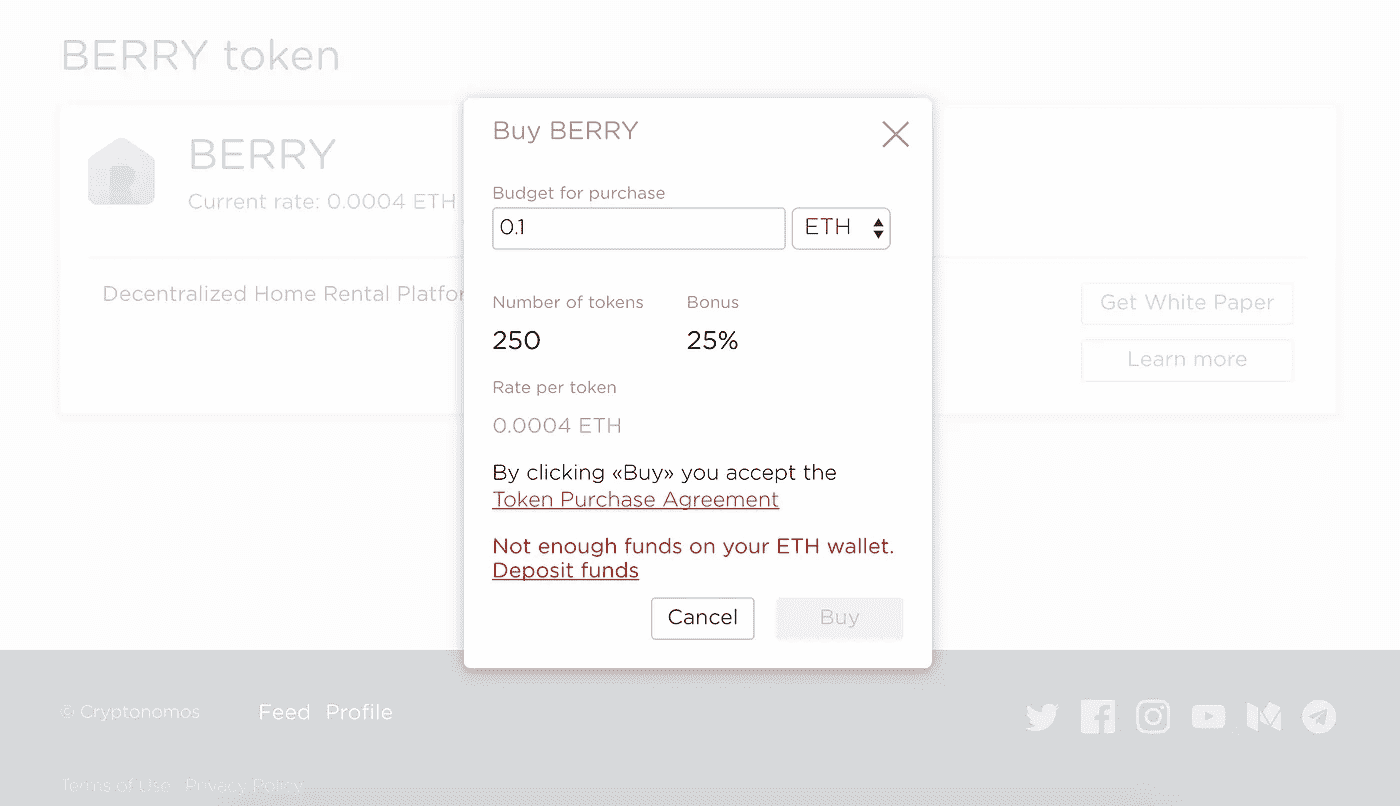 BERRY token
BERRY
Current rate: 0.0004 ETH
Decentralized Home Rental
Get White Paper
Learn more
Buy BERRY
Budget for purchase
0.1 ETH
Number of tokens Bonus
250 25%
Rate per token
0.0004 ETH
By clicking «Buy» you accept the
Token Purchase Agreement
Not enough funds on your ETH wallet.
Deposit funds
Cancel Buy
© Cryptonomos Feed Profile
Terms of Use Privacy Policy